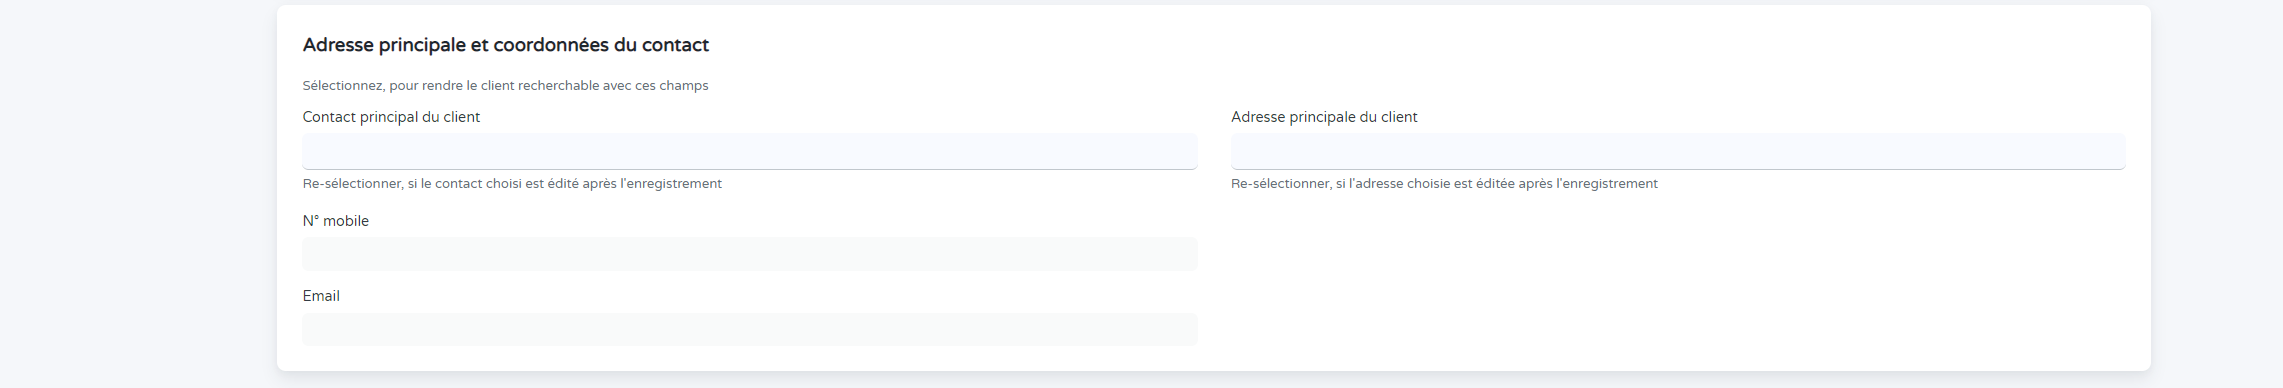 Adresse principale et coordonnées du contact
Sélectionnez, pour rendre le client recherchable avec ces champs
Contact principal du client
Adresse principale du client
Re-sélectionner, si le contact choisi est édité après l'enregistrement
Re-sélectionner, si l'adresse choisie est éditée après l'enregistrement
N° mobile
Email